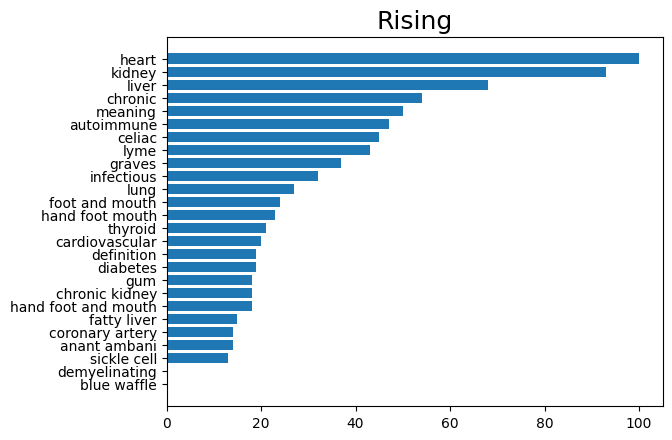 Rising
heart
kidney
liver
chronic
meaning
autoimmune
celiac
lyme
graves
infectious
lung
foot and mouth
hand foot mouth
thyroid
cardiovascular
definition
diabetes
gum
chronic kidney
hand foot and mouth
fatty liver
coronary artery
anant ambani
sickle cell
demyelinating
blue waffle
0 20 40 60 80 100